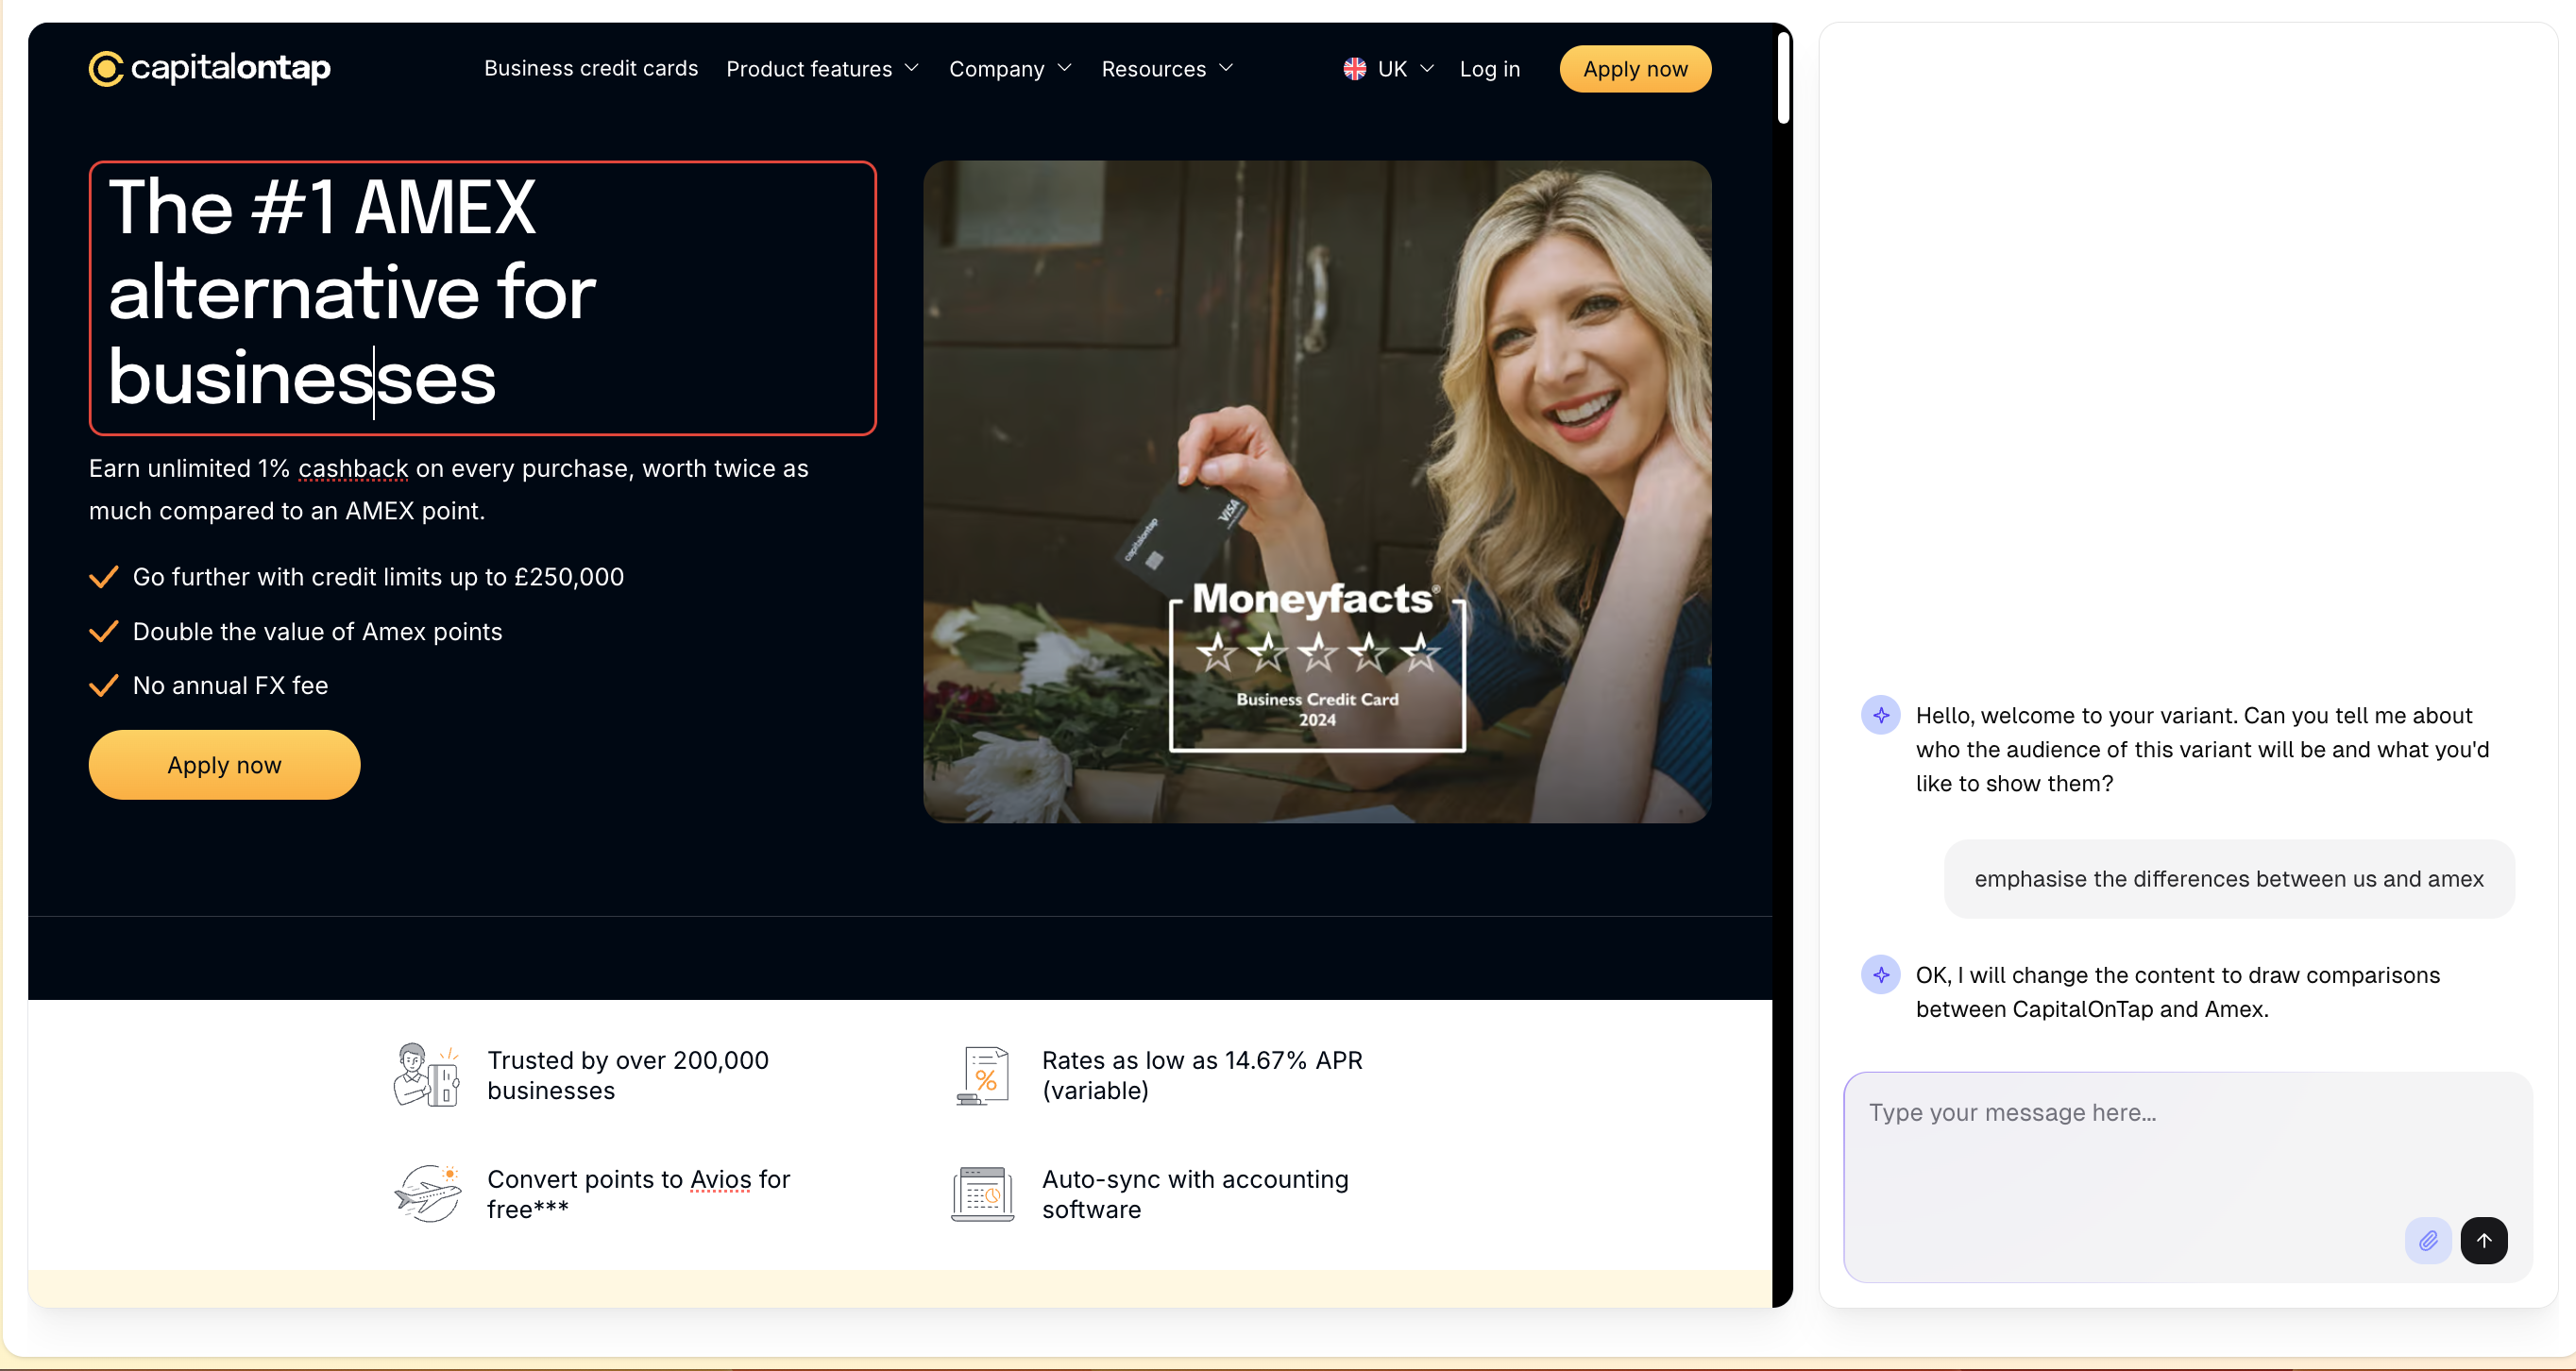 capitalontap
Business credit cards
Product features
Company
Resources
UK
Log in
Apply now
The #1 AMEX
alternative for
businesses
Earn unlimited 1% cashback on every purchase, worth twice as
much compared to an AMEX point.
Go further with credit limits up to £250,000
Double the value of Amex points
No annual FX fee
Apply now
capitalontap
VISA
Moneyfacts®
Business Credit Card
2024
Trusted by over 200,000
businesses
Rates as low as 14.67% APR
(variable)
Convert points to Avios for
free***
Auto-sync with accounting
software
Hello, welcome to your variant. Can you tell me about
who the audience of this variant will be and what you'd
like to show them?
emphasise the differences between us and amex
OK, I will change the content to draw comparisons
between CapitalOnTap and Amex.
Type your message here...